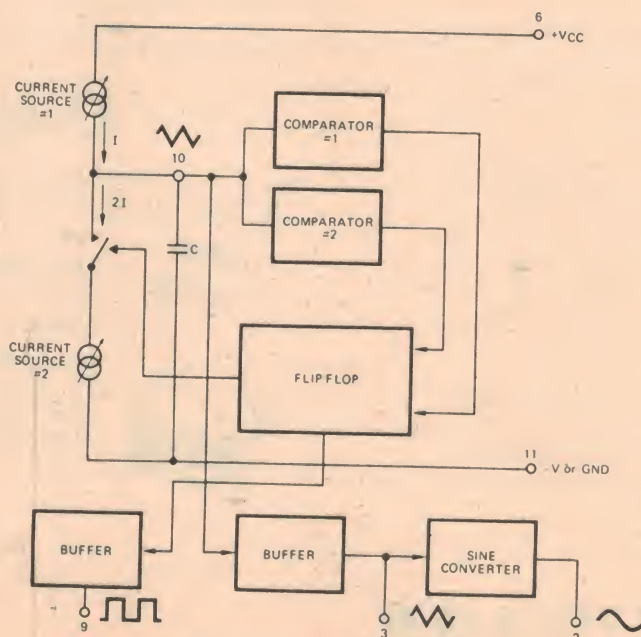 6
+VCC
CURRENT
SOURCE
#1
I
10
COMPARATOR
#1
2I
COMPARATOR
#2
C
CURRENT
SOURCE
#2
FLIP FLOP
11
-V or GND
BUFFER
BUFFER
SINE
CONVERTER
9
3